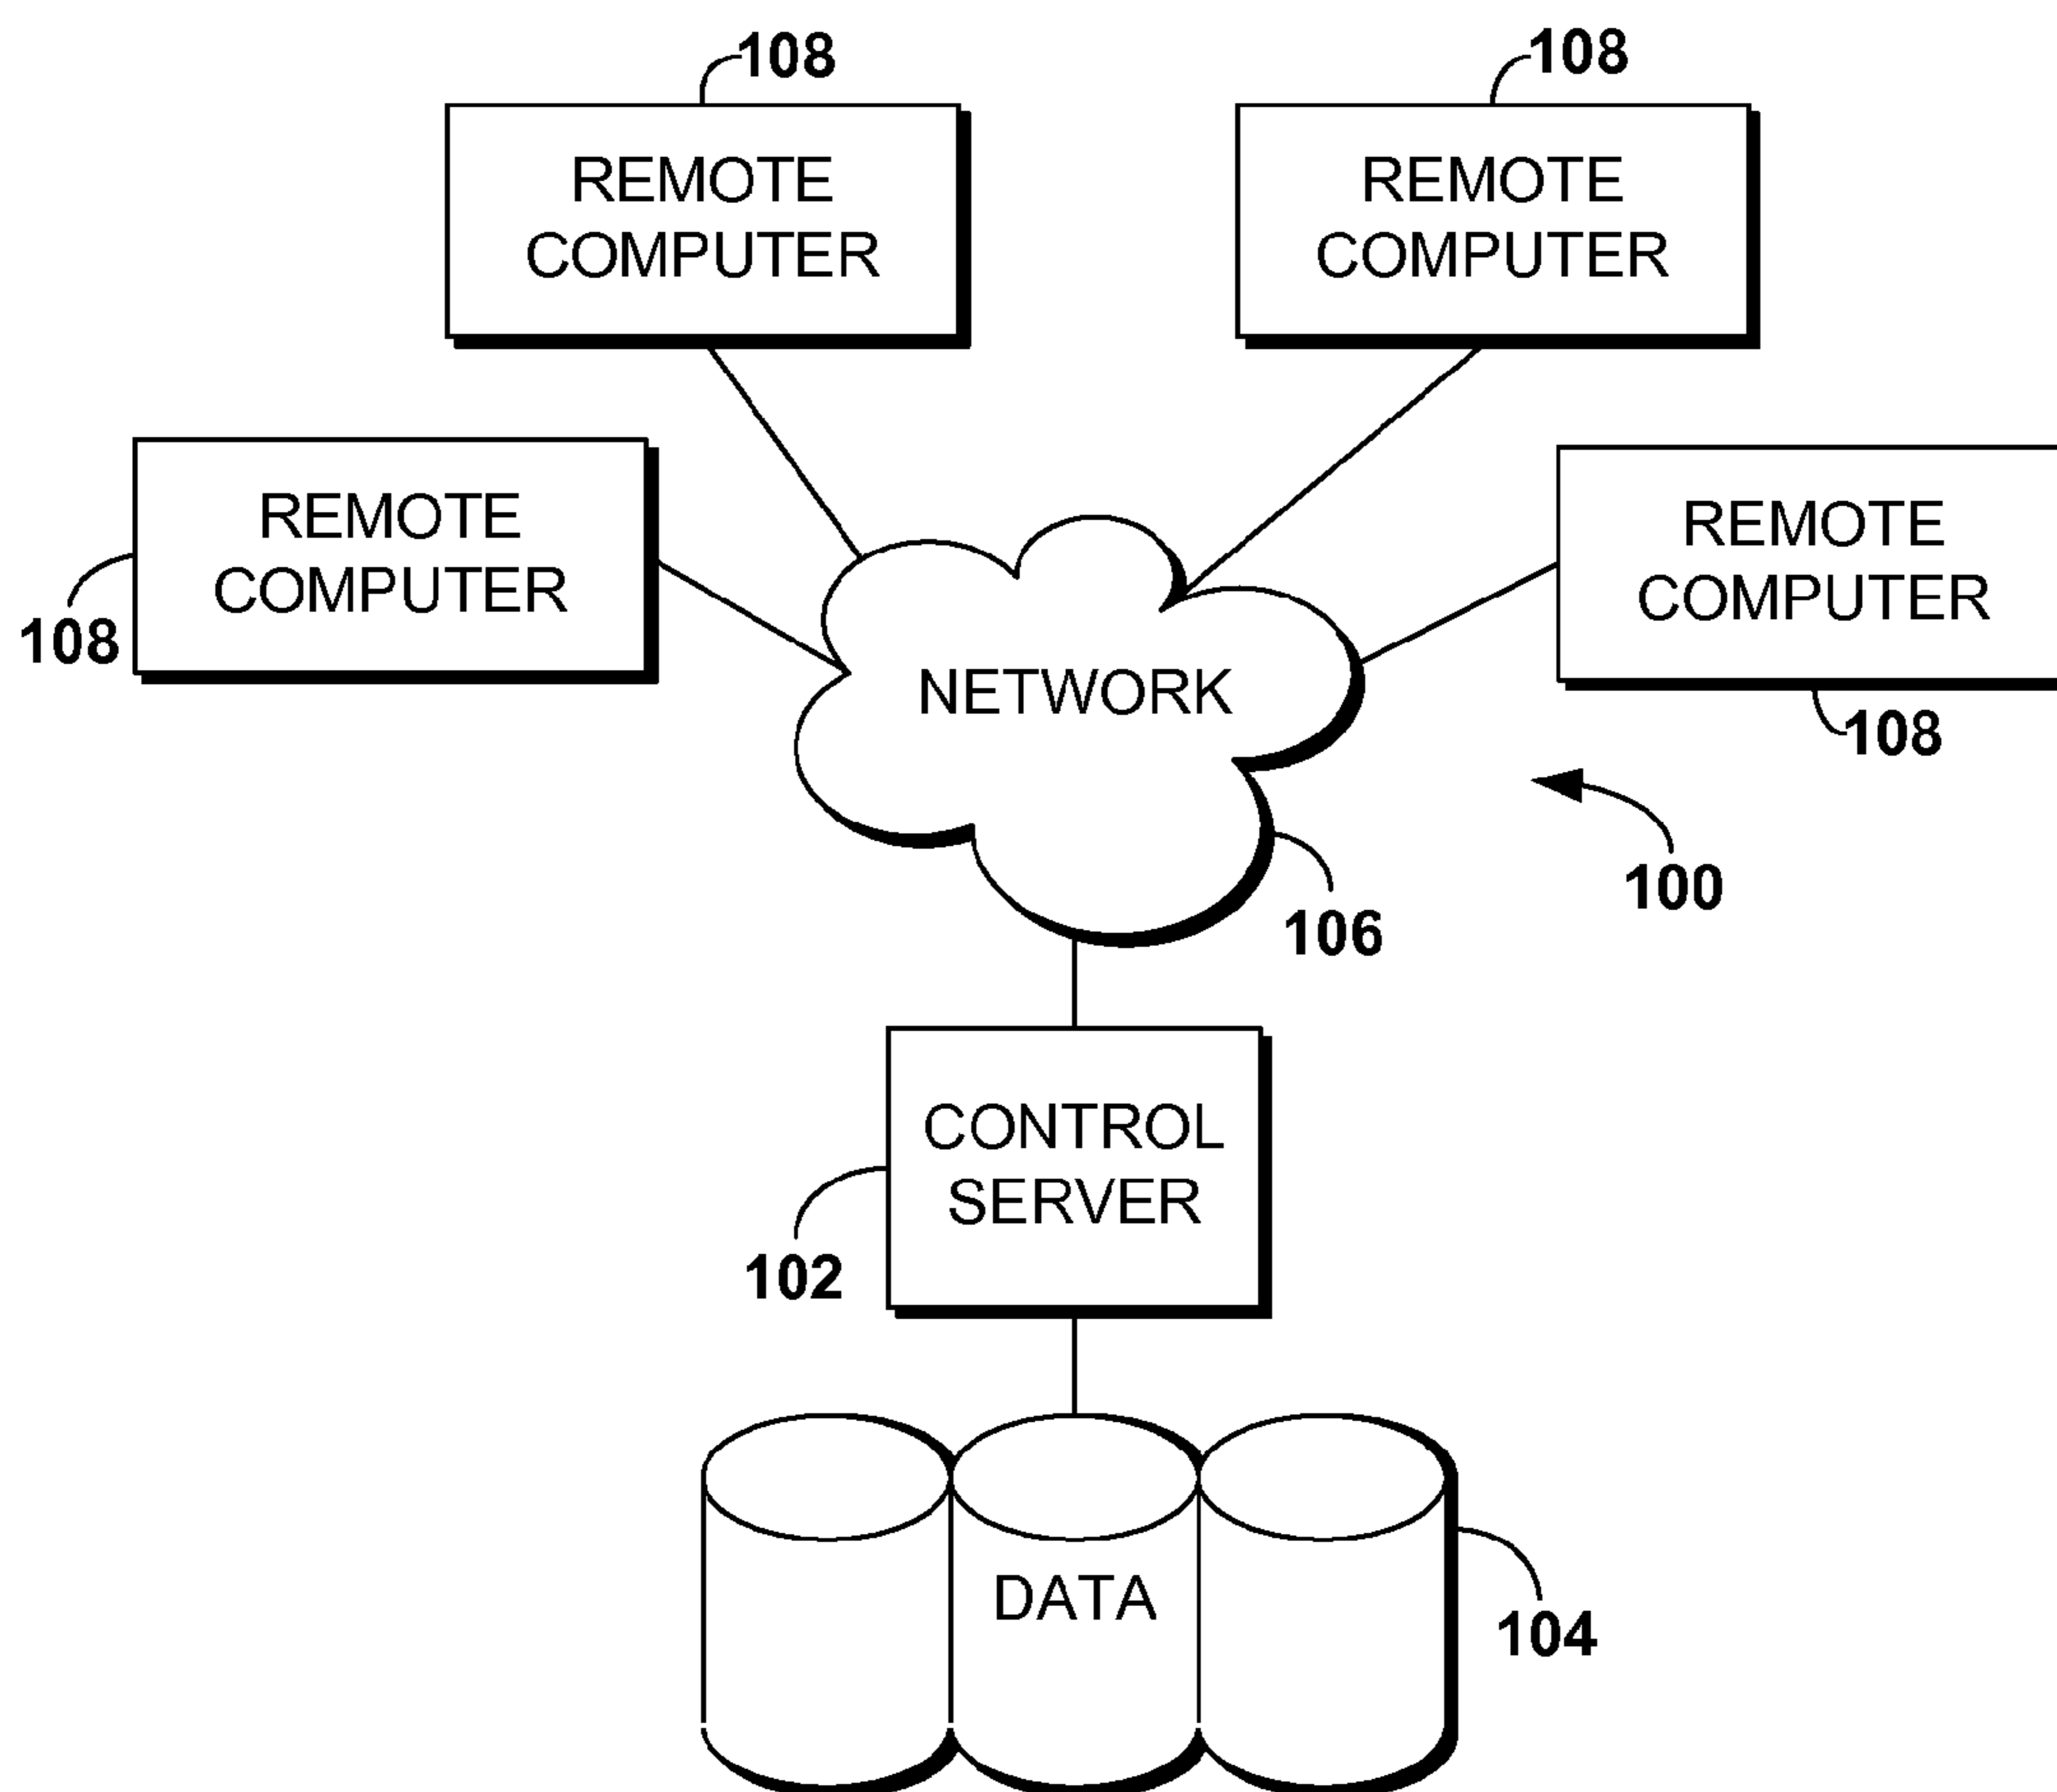 108
108
REMOTE
COMPUTER
REMOTE
COMPUTER
REMOTE
COMPUTER
REMOTE
COMPUTER
108
NETWORK
108
100
106
CONTROL
SERVER
102
DATA
104